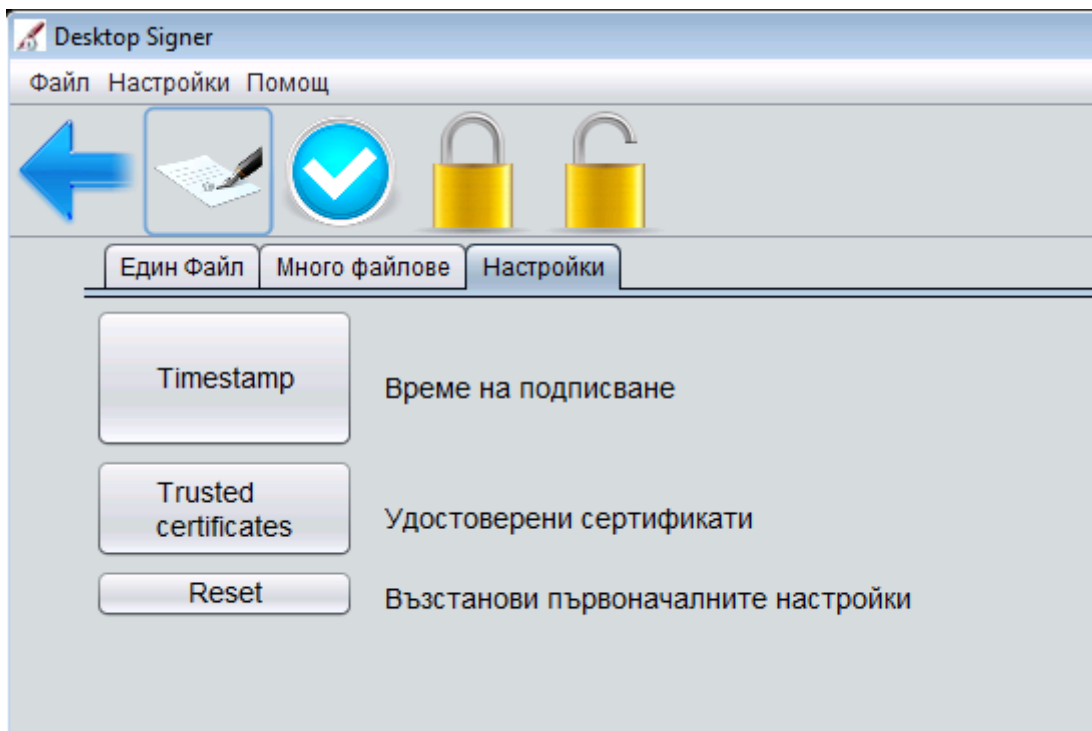 Desktop Signer
Файл Настройки Помощ
Един Файл Много файлове Настройки
Timestamp
Време на подписване
Trusted
certificates
Удостоверени сертификати
Reset
Възстанови първоначалните настройки